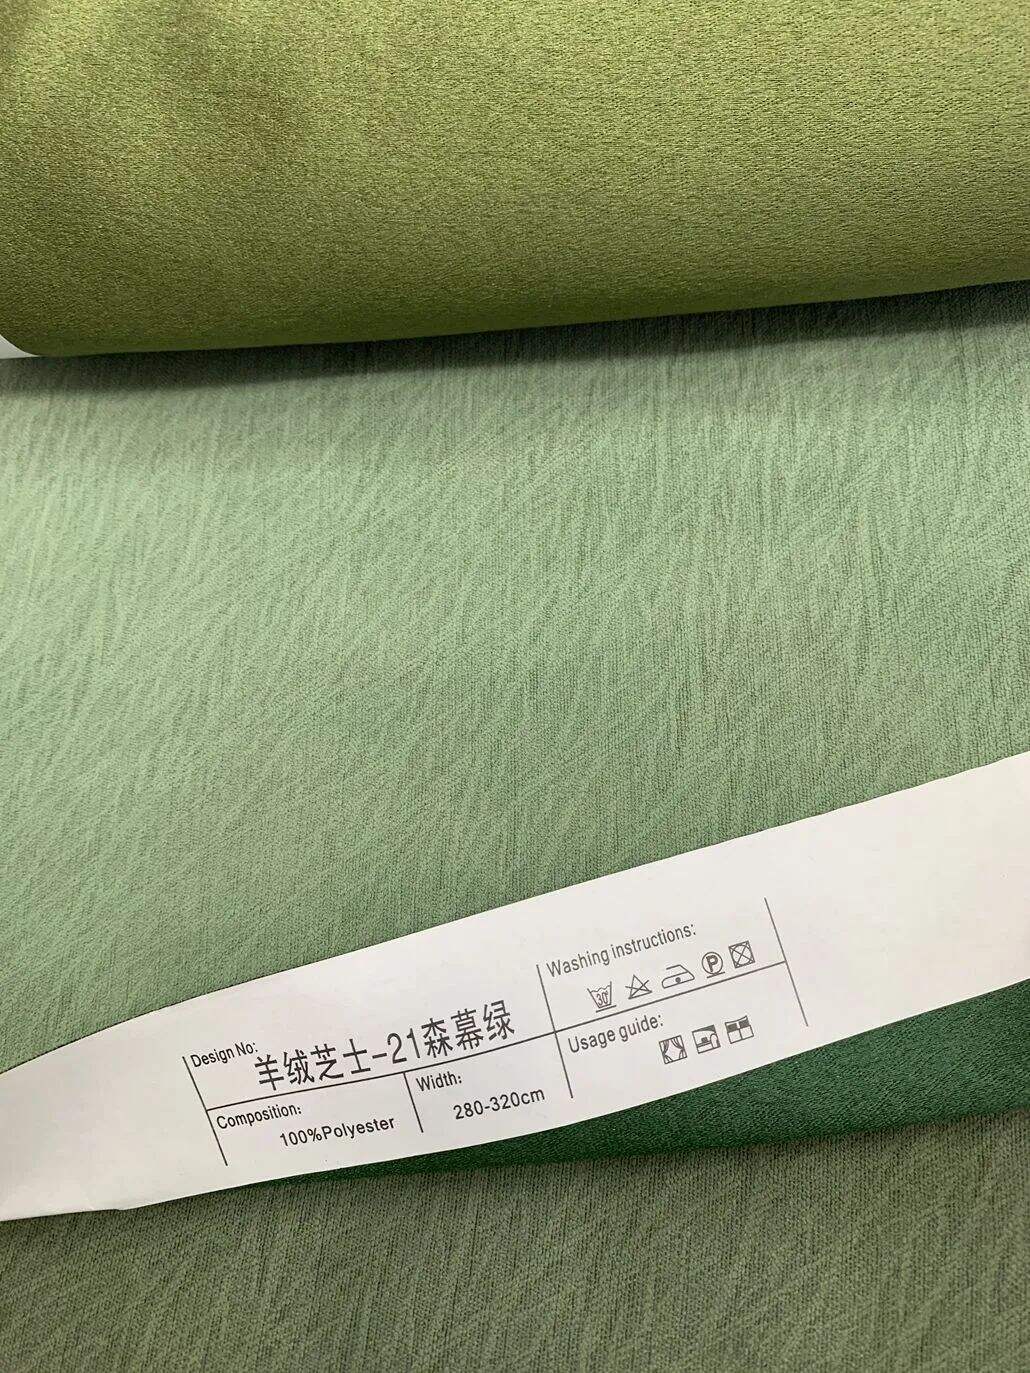 Design No:
羊绒芝士-21森幕绿
Composition:
100%Polyester
Width:
280-320cm
Washing instructions:
30°
P
Usage guide: